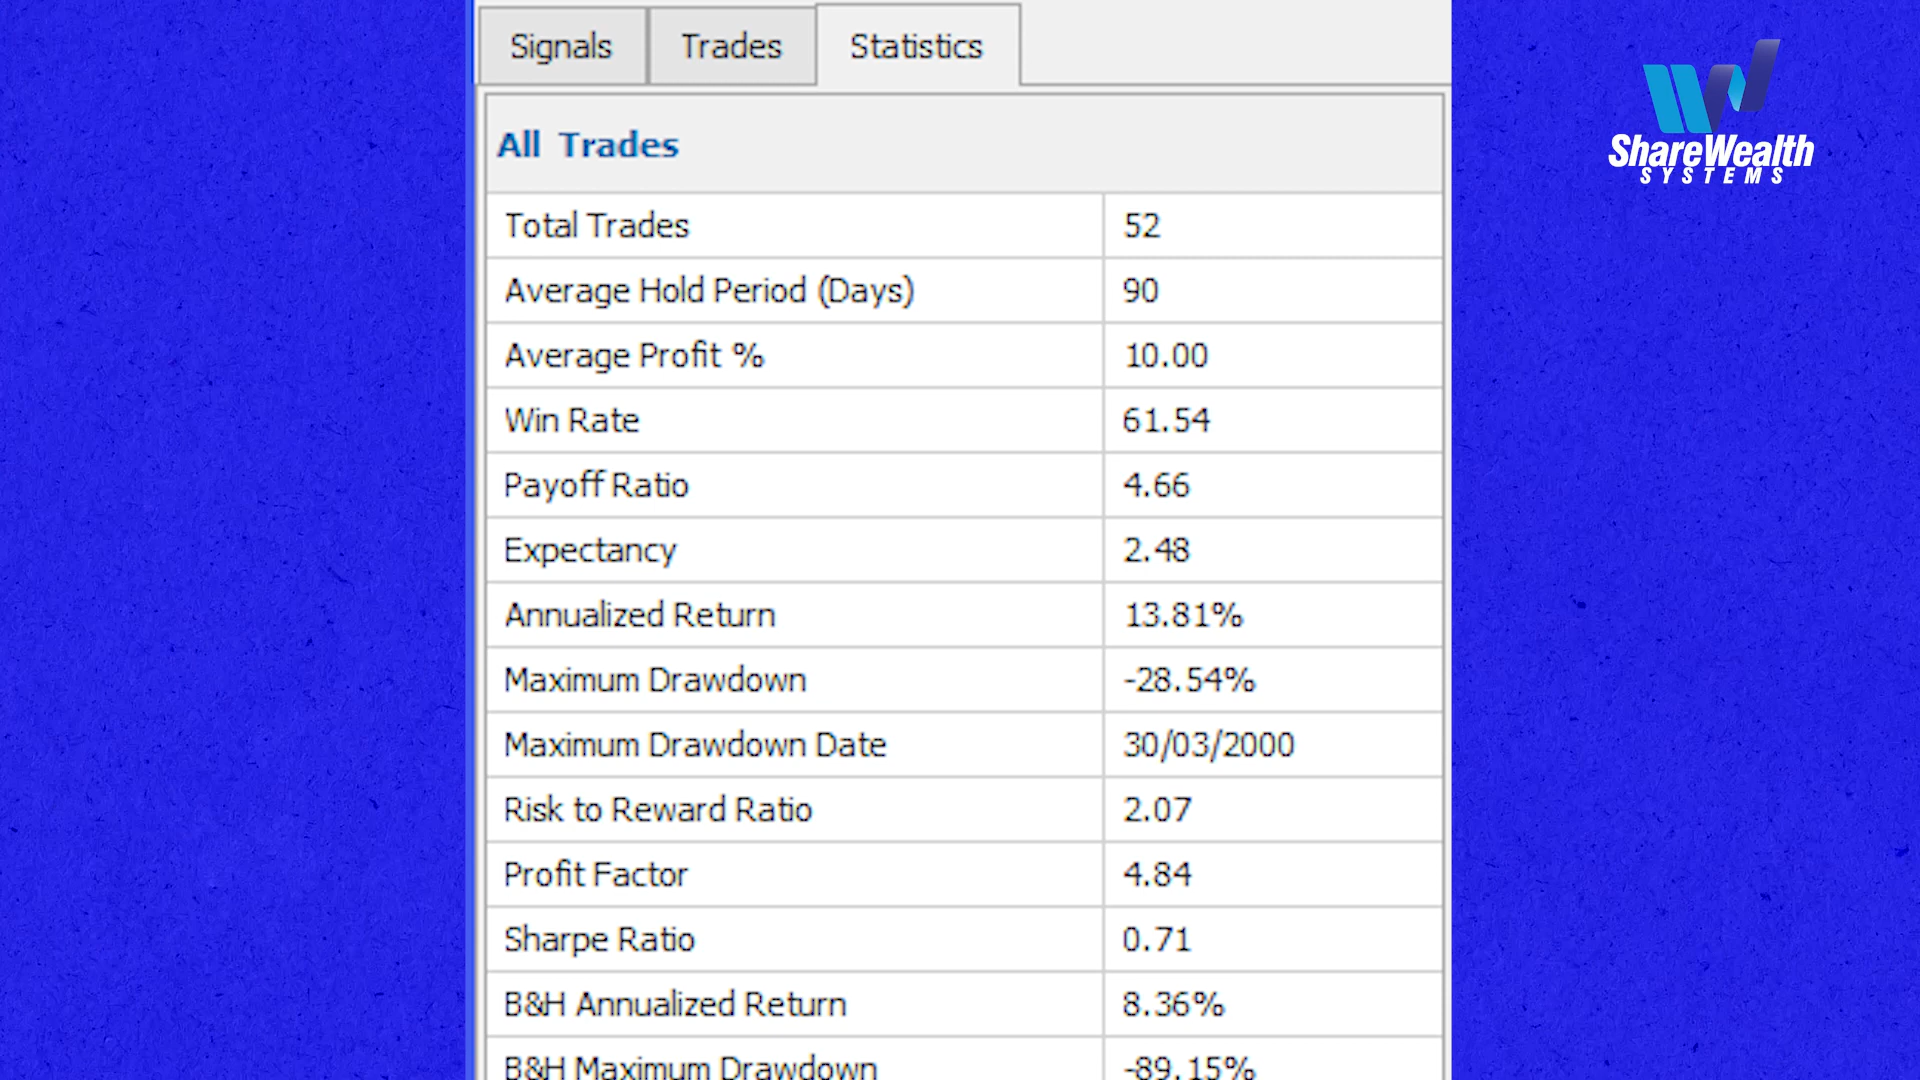 Signals Trades Statistics
ShareWealth
SYSTEMS
All Trades
Total Trades 52
Average Hold Period (Days) 90
Average Profit % 10.00
Win Rate 61.54
Payoff Ratio 4.66
Expectancy 2.48
Annualized Return 13.81%
Maximum Drawdown -28.54%
Maximum Drawdown Date 30/03/2000
Risk to Reward Ratio 2.07
Profit Factor 4.84
Sharpe Ratio 0.71
B&H Annualized Return 8.36%
B&H Maximum Drawdown -89.15%